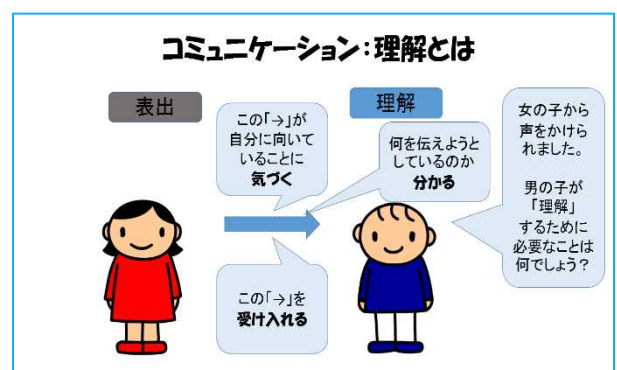 コミュニケーション：理解とは
表出
理解
この「→」が
自分に向いて
いることに
気づく
何を伝えようと
しているのか
分かる
女の子から
声をかけら
れました。
男の子が
「理解」
するために
必要なことは
何でしょう？
この「→」を
受け入れる